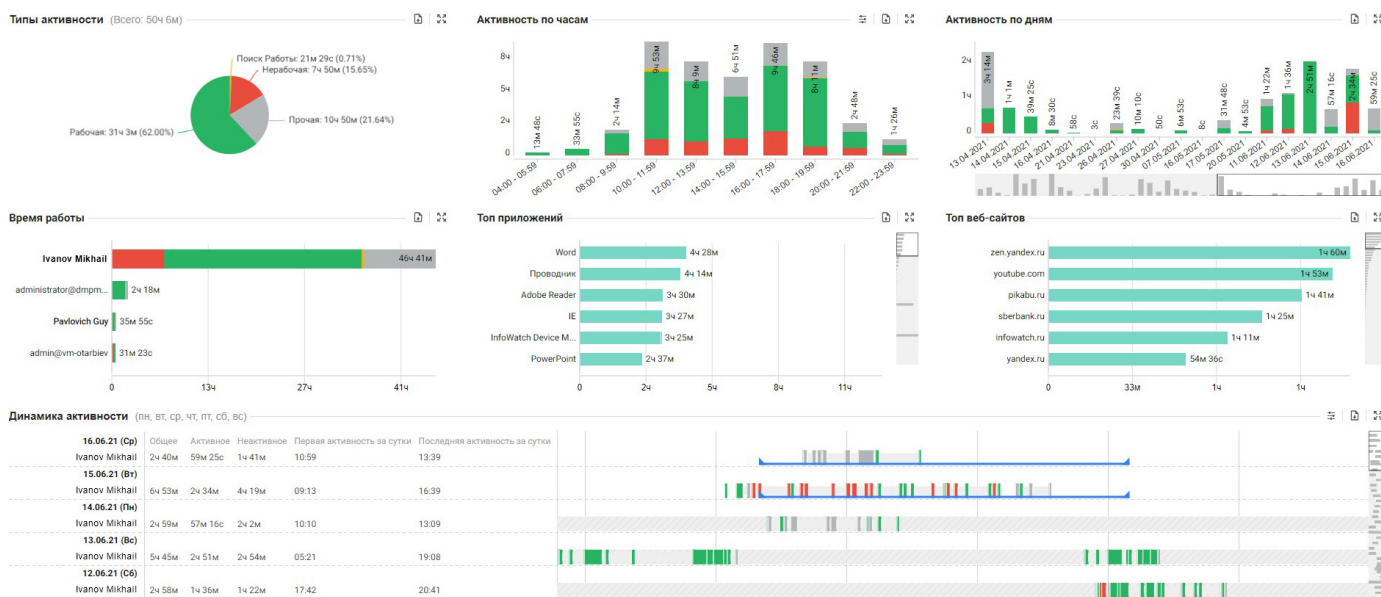 Типы активности (Всего: 50ч 6м)
Поиск Работы: 21м 29с (0.71%)
Нерабочая: 7ч 50м (15.65%)
Прочая: 10ч 50м (21.64%)
Рабочая: 31ч 3м (62.00%)
Активность по часам
8ч
5ч
2ч
0
13м 48с
33м 55с
2ч 14м
9ч 53м
8ч 9м
6ч 51м
9ч 46м
8ч 11м
2ч 48м
1ч 26м
04:00 - 05:59
06:00 - 07:59
08:00 - 9:59
10:00 - 11:59
12:00 - 13:59
14:00 - 15:59
16:00 - 17:59
18:00 - 19:59
20:00 - 21:59
22:00 - 23:59
Активность по дням
2ч
1ч
0
3ч 14м
1ч 1м
39м 25с
8м 30с
58с
3с
23м 39с
10м 10с
50с
6м 53с
8с
31м 48с
4м 53с
1ч 22м
1ч 36м
2ч 51м
57м 16с
2ч 34м
59м 25с
13.04.2021
14.04.2021
15.04.2021
16.04.2021
21.04.2021
23.04.2021
26.04.2021
27.04.2021
30.04.2021
07.05.2021
16.05.2021
17.05.2021
20.05.2021
11.06.2021
12.06.2021
13.06.2021
14.06.2021
15.06.2021
16.06.2021
Время работы
Ivanov Mikhail
46ч 41м
administrator@dmpm...
2ч 18м
Pavlovich Guy
35м 55с
admin@vm-otarbiev
31м 23с
0 13ч 27ч 41ч
Топ приложений
Word 4ч 28м
Проводник 4ч 14м
Adobe Reader 3ч 30м
IE 3ч 27м
InfoWatch Device M... 3ч 25м
PowerPoint 2ч 37м
0 2ч 5ч 8ч 11ч
Топ веб-сайтов
zen.yandex.ru 1ч 60м
youtube.com 1ч 53м
pikabu.ru 1ч 41м
sberbank.ru 1ч 25м
infowatch.ru 1ч 11м
yandex.ru 54м 36с
0 33м 1ч 1ч
Динамика активности (пн, вт, ср, чт, пт, сб, вс)
16.06.21 (Ср) Общее Активное Неактивное Первая активность за сутки Последняя активность за сутки
Ivanov Mikhail 2ч 40м 59м 25с 1ч 41м 10:59 13:39
15.06.21 (Вт)
Ivanov Mikhail 6ч 53м 2ч 34м 4ч 19м 09:13 16:39
14.06.21 (Пн)
Ivanov Mikhail 2ч 59м 57м 16с 2ч 2м 10:10 13:09
13.06.21 (Вс)
Ivanov Mikhail 5ч 45м 2ч 51м 2ч 54м 05:21 19:08
12.06.21 (Сб)
Ivanov Mikhail 2ч 58м 1ч 36м 1ч 22м 17:42 20:41